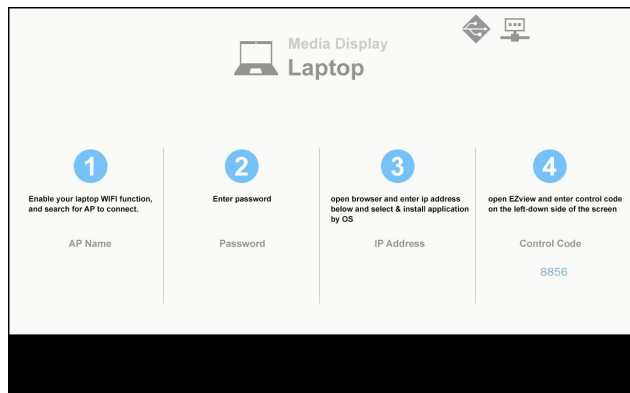 Media Display
Laptop
1
Enable your laptop WIFI function,
and search for AP to connect.
AP Name
2
Enter password
Password
3
open browser and enter ip address
below and select & install application
by OS
IP Address
4
open EZview and enter control code
on the left-down side of the screen
Control Code
8856